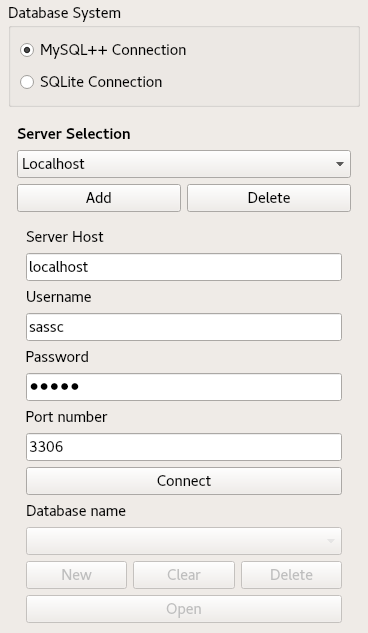 Database System
MySQL++ Connection
SQLite Connection
Server Selection
Localhost
Add Delete
Server Host
localhost
Username
sassc
Password
●●●●●
Port number
3306
Connect
Database name
New Clear Delete
Open